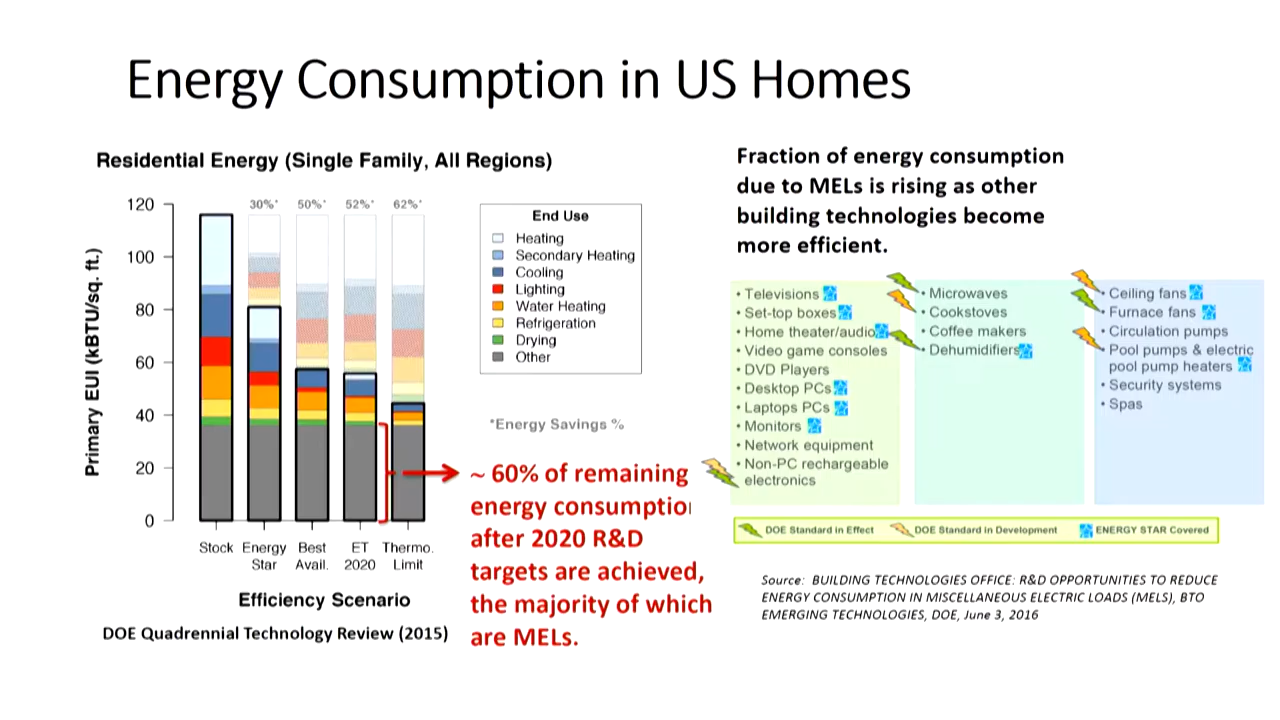 Energy Consumption in US Homes
Residential Energy (Single Family, All Regions)
Primary EUI (kBTU/sq. ft.)
120
100
80
60
40
20
0
30%*
50%*
52%*
62%*
Stock
Energy
Star
Best
Avail.
ET
2020
Thermo.
Limit
Efficiency Scenario
DOE Quadrennial Technology Review (2015)
End Use
Heating
Secondary Heating
Cooling
Lighting
Water Heating
Refrigeration
Drying
Other
*Energy Savings %
~ 60% of remaining
energy consumptio
after 2020 R&D
targets are achieved,
the majority of which
are MELs.
Fraction of energy consumption
due to MELs is rising as other
building technologies become
more efficient.
• Televisions
• Set-top boxes
• Home theater/audio
• Video game consoles
• DVD Players
• Desktop PCs
• Laptops PCs
• Monitors
• Network equipment
• Non-PC rechargeable
electronics
• Microwaves
• Cookstoves
• Coffee makers
• Dehumidifiers
• Ceiling fans
• Furnace fans
• Circulation pumps
• Pool pumps & electric
pool pump heaters
• Security systems
• Spas
DOE Standard in Effect
DOE Standard in Development
ENERGY STAR Covered
Source: BUILDING TECHNOLOGIES OFFICE: R&D OPPORTUNITIES TO REDUCE
ENERGY CONSUMPTION IN MISCELLANEOUS ELECTRIC LOADS (MELS), BTO
EMERGING TECHNOLOGIES, DOE, June 3, 2016